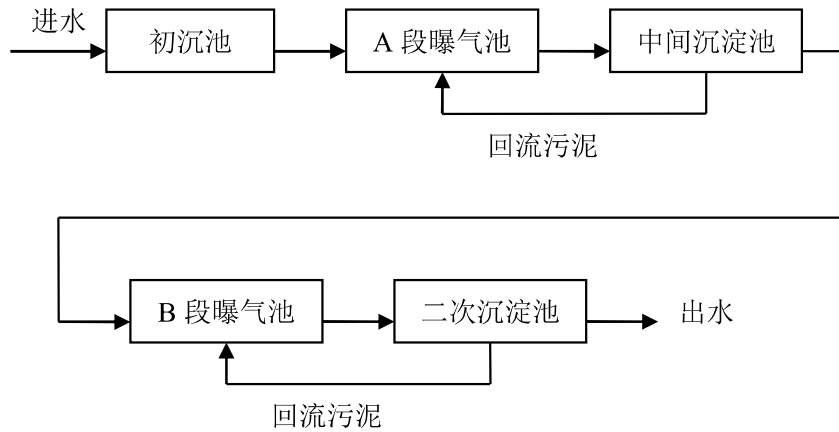 进水
初沉池
A 段曝气池
中间沉淀池
回流污泥
B 段曝气池
二次沉淀池
出水
回流污泥